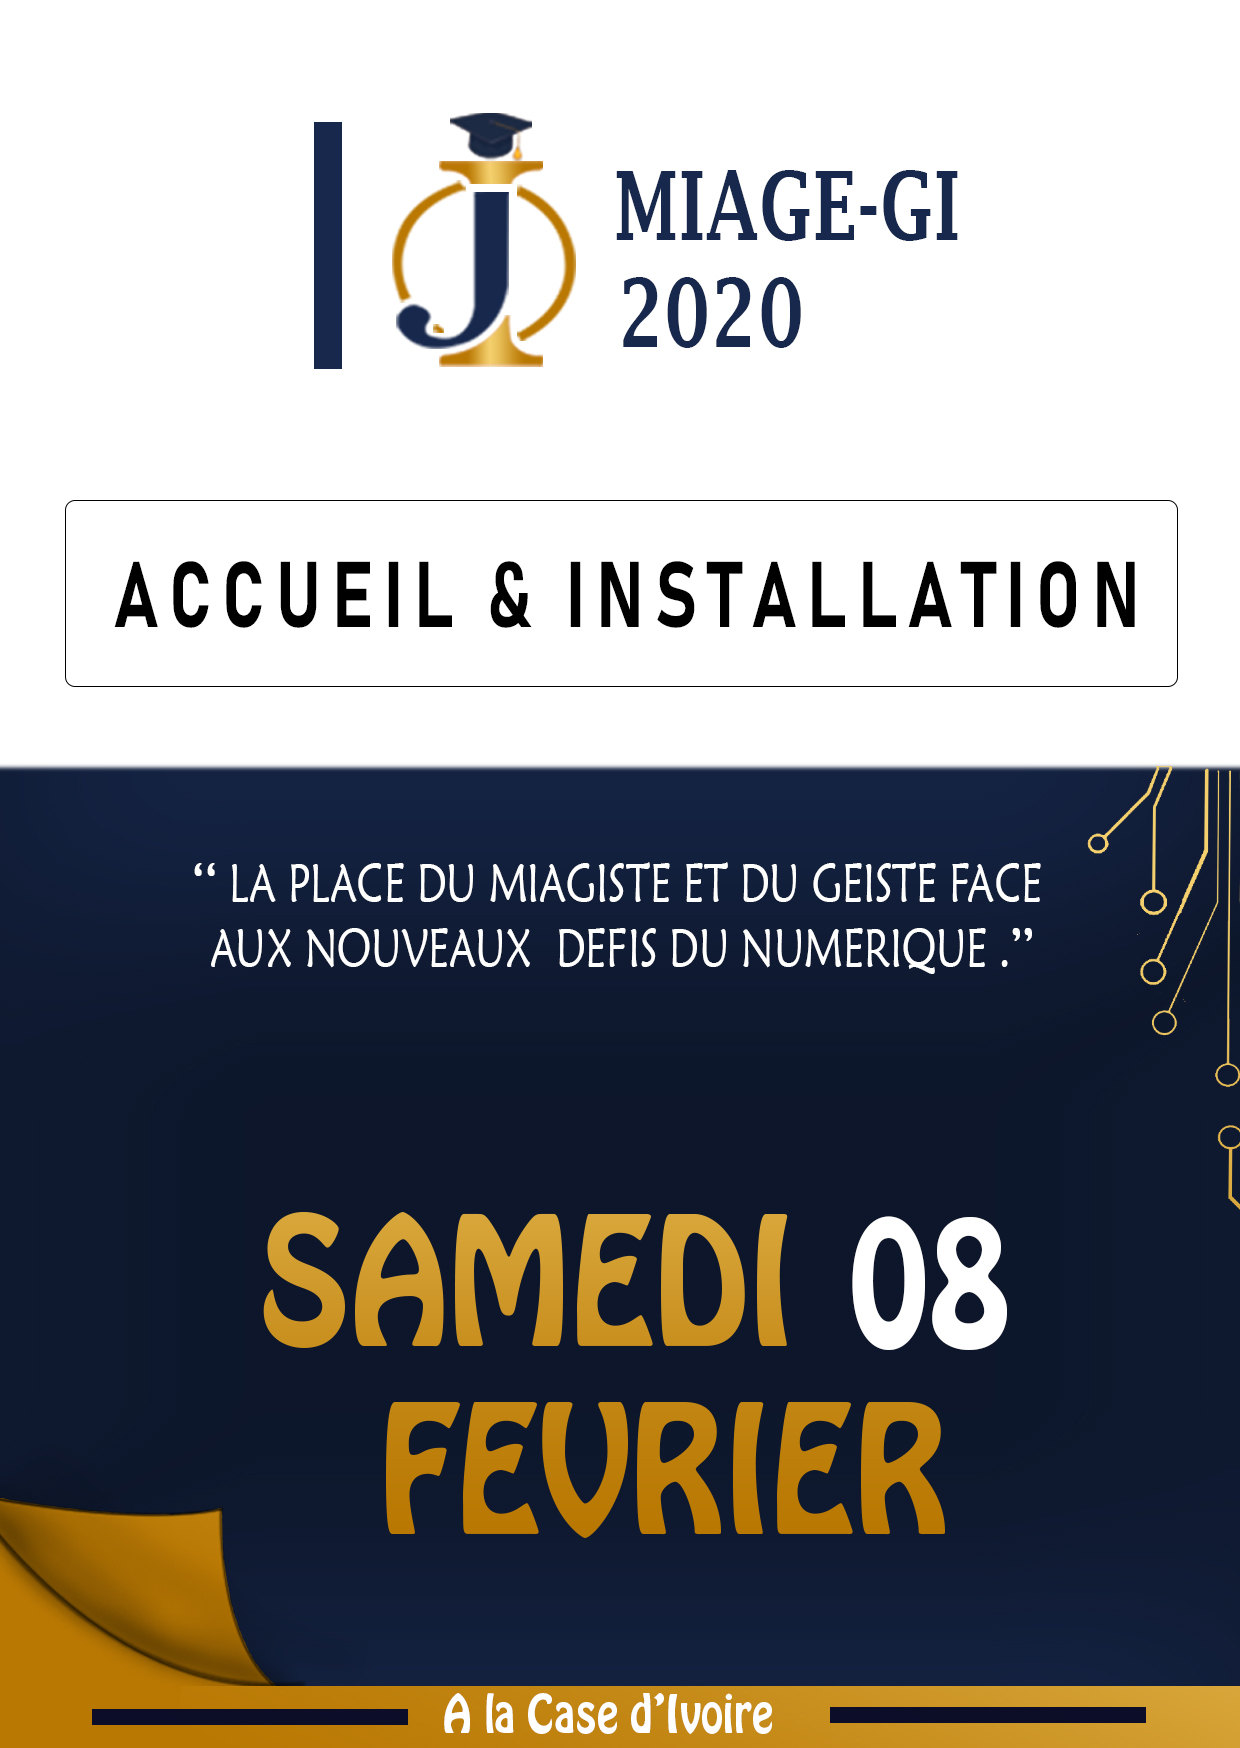 J
MIAGE-GI
2020
ACCUEIL & INSTALLATION
“ LA PLACE DU MIAGISTE ET DU GEISTE FACE
AUX NOUVEAUX DEFIS DU NUMERIQUE .”
SAMEDI 08
FEVRIER
A la Case d’Ivoire